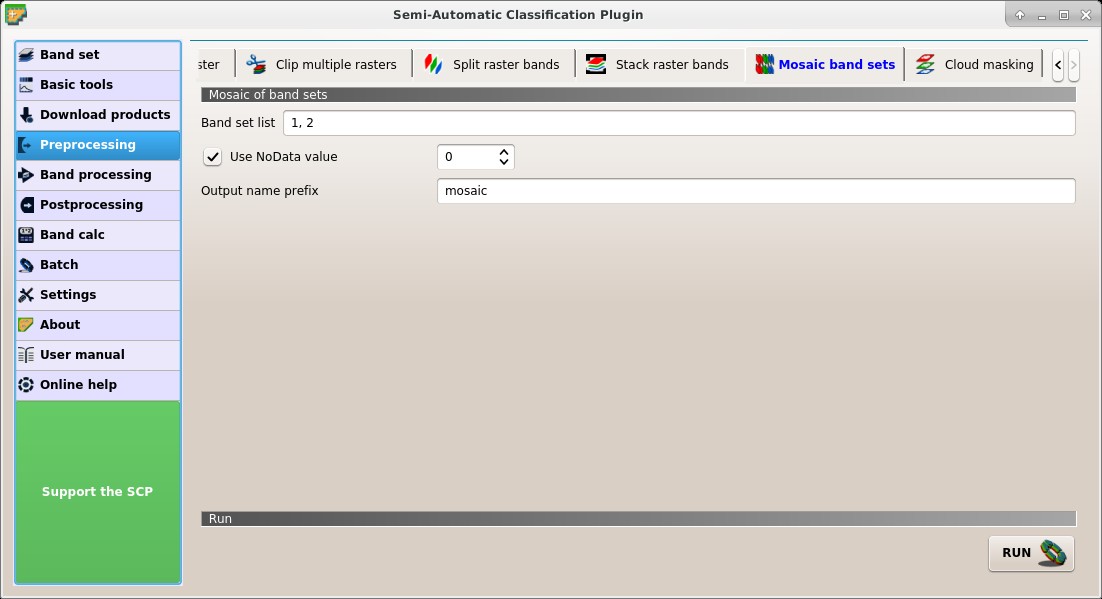 Semi-Automatic Classification Plugin
Band set
Basic tools
Download products
Preprocessing
Band processing
Postprocessing
Band calc
Batch
Settings
About
User manual
Online help
Support the SCP
ster
Clip multiple rasters
Split raster bands
Stack raster bands
Mosaic band sets
Cloud masking
Mosaic of band sets
Band set list 1, 2
Use NoData value 0
Output name prefix mosaic
Run
RUN